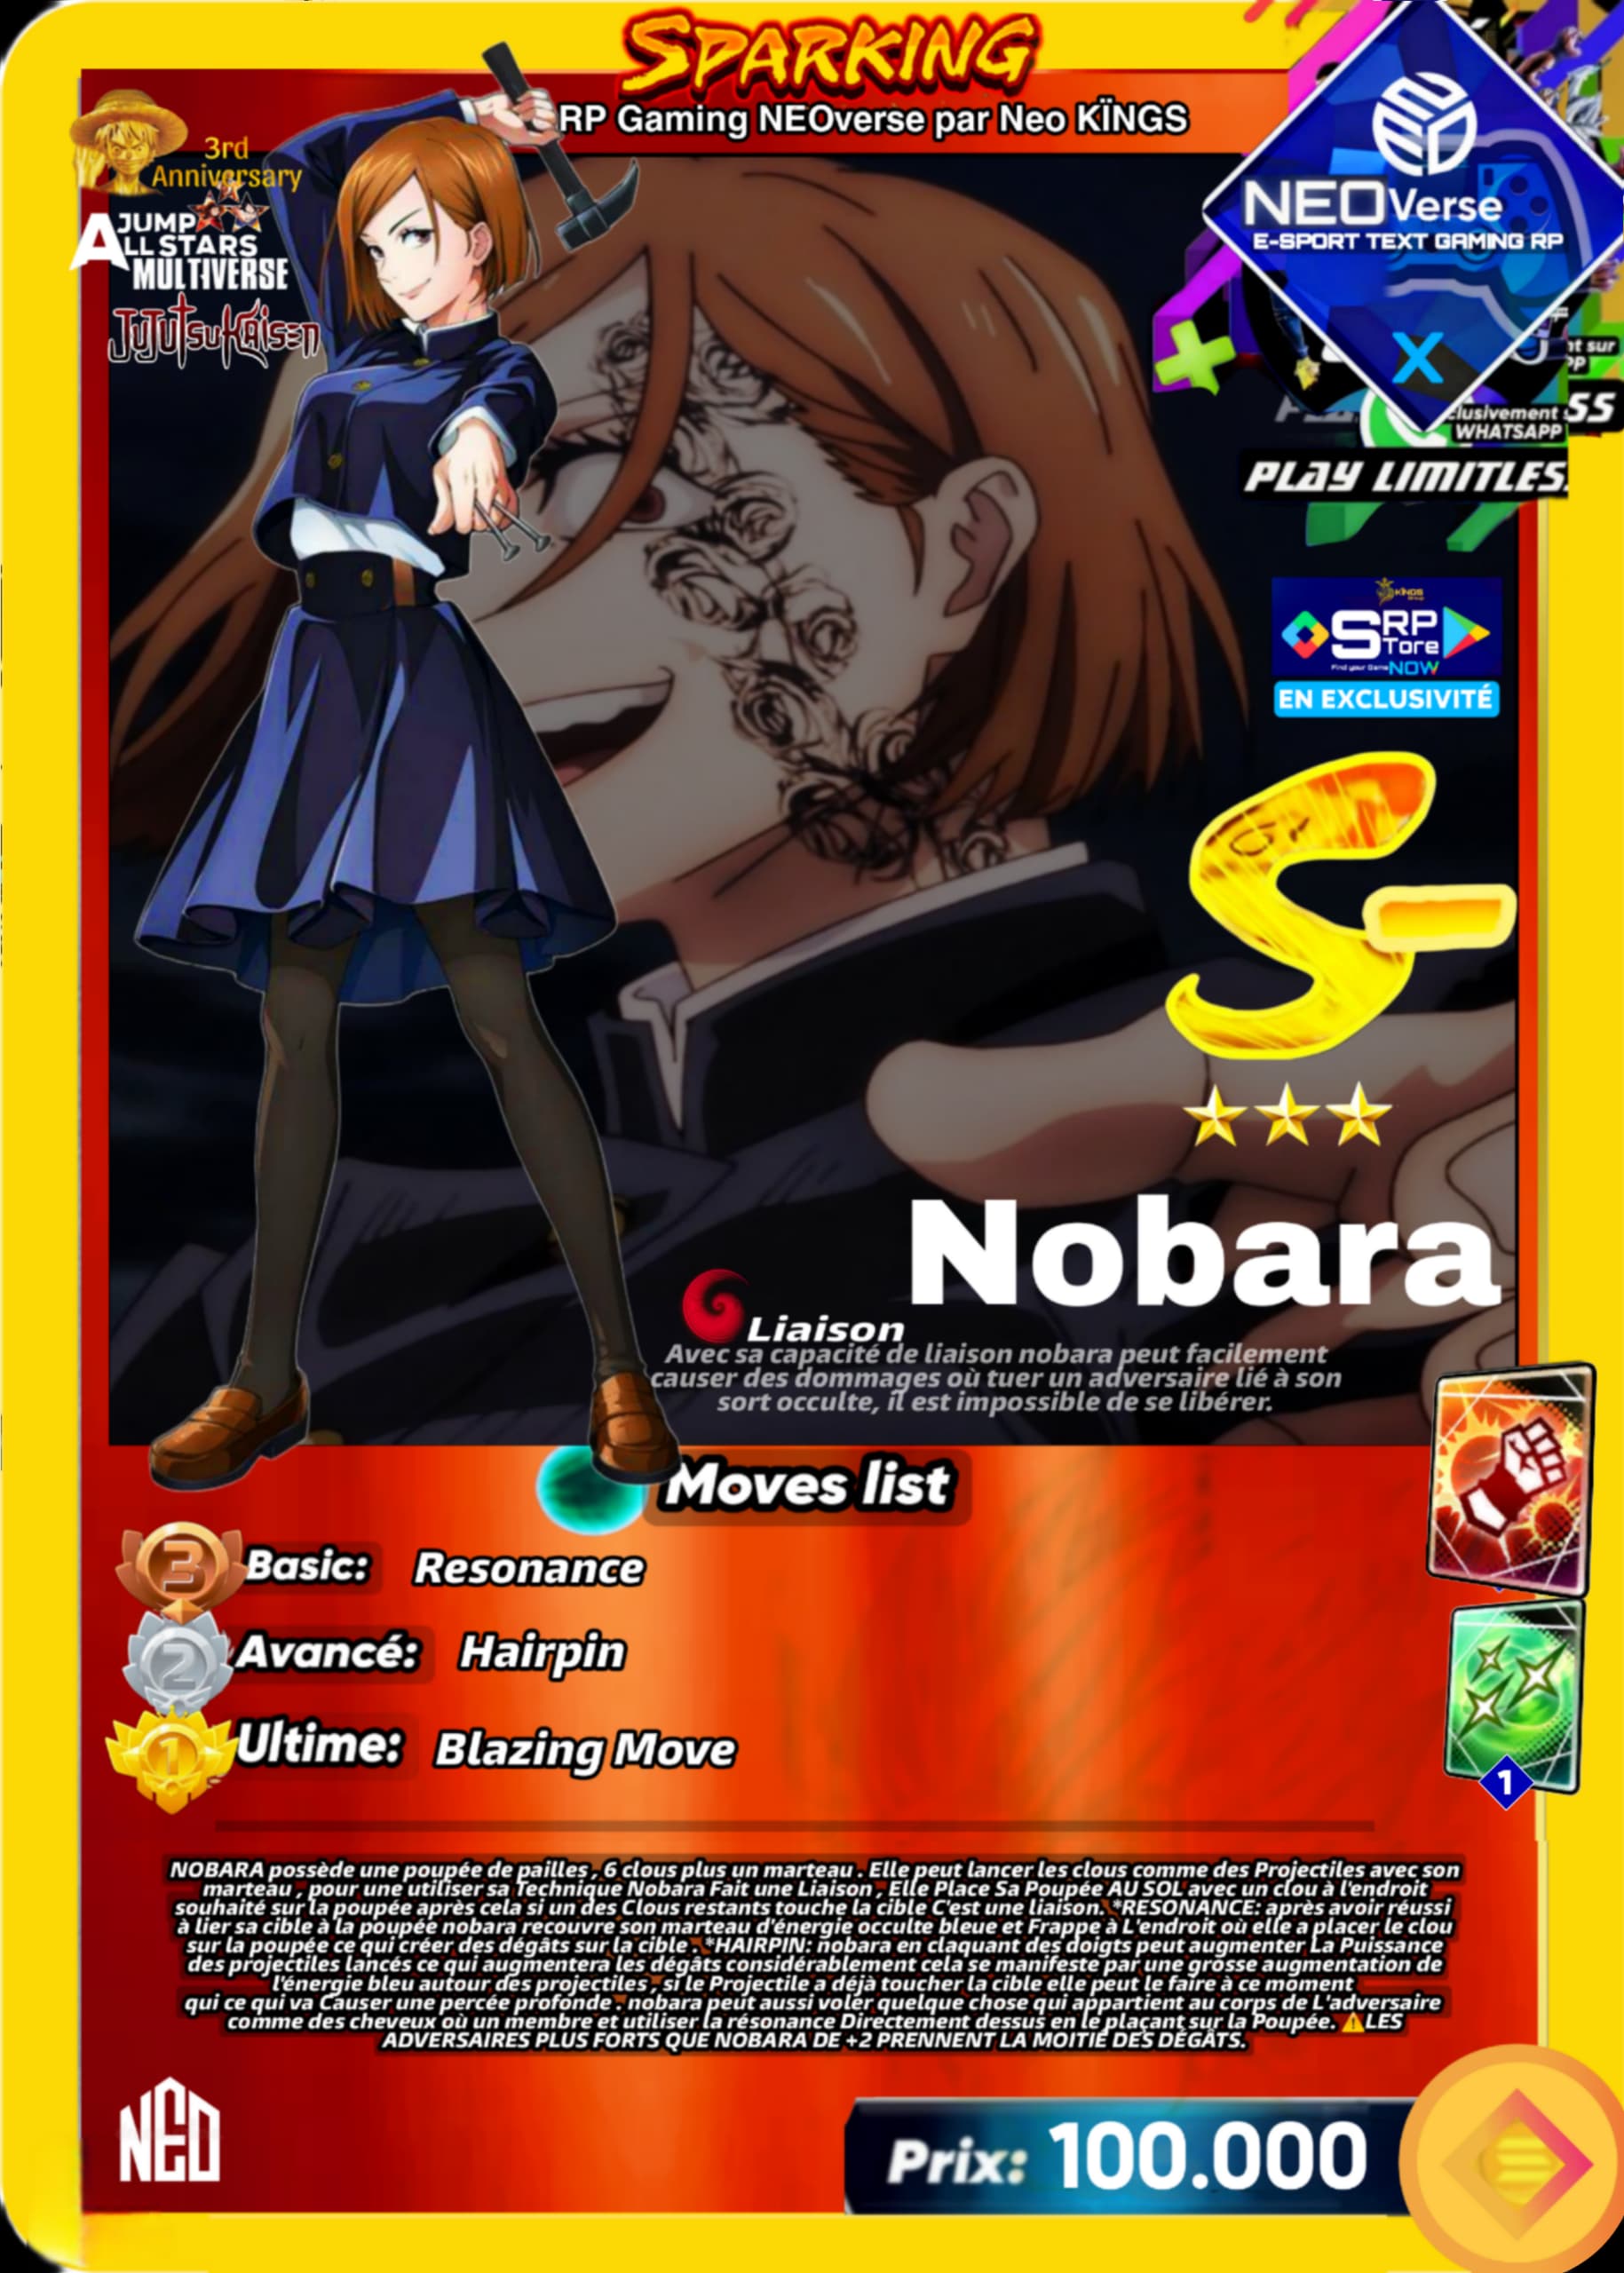 SPARKING
RP Gaming NEOverse par Neo KÏNGS
3rd
Anniversary
JUMP
ALL STARS
MULTIVERSE
JuJutsu Kaisen
NEOVerse
E-SPORT TEXT GAMING RP
X
nt sur
PP
SS
clusivement
WHATSAPP
PLAY LIMITLES
KINGS
SRP
Tore
Find your Game NOW
EN EXCLUSIVITÉ
S-
Nobara
Liaison
Avec sa capacité de liaison nobara peut facilement
causer des dommages où tuer un adversaire lié à son
sort occulte, il est impossible de se libérer.
Moves list
3 Basic: Resonance
2 Avancé: Hairpin
1 Ultime: Blazing Move
1
NOBARA possède une poupée de pailles , 6 clous plus un marteau . Elle peut lancer les clous comme des Projectiles avec son
marteau , pour une utiliser sa Technique Nobara Fait une Liaison , Elle Place Sa Poupée AU SOL avec un clou à l'endroit
souhaité sur la poupée après cela si un des Clous restants touche la cible C'est une liaison. *RESONANCE: après avoir réussi
à lier sa cible à la poupée nobara recouvre son marteau d'énergie occulte bleue et Frappe à L'endroit où elle a placer le clou
sur la poupée ce qui créer des dégâts sur la cible . *HAIRPIN: nobara en claquant des doigts peut augmenter La Puissance
des projectiles lancés ce qui augmentera les dégâts considérablement cela se manifeste par une grosse augmentation de
l'énergie bleu autour des projectiles , si le Projectile a déjà toucher la cible elle peut le faire à ce moment
qui ce qui va Causer une percée profonde . nobara peut aussi voler quelque chose qui appartient au corps de L'adversaire
comme des cheveux où un membre et utiliser la résonance Directement dessus en le plaçant sur la Poupée. ⚠️LES
ADVERSAIRES PLUS FORTS QUE NOBARA DE +2 PRENNENT LA MOITIÉ DES DÉGÂTS.
NEO
Prix: 100.000